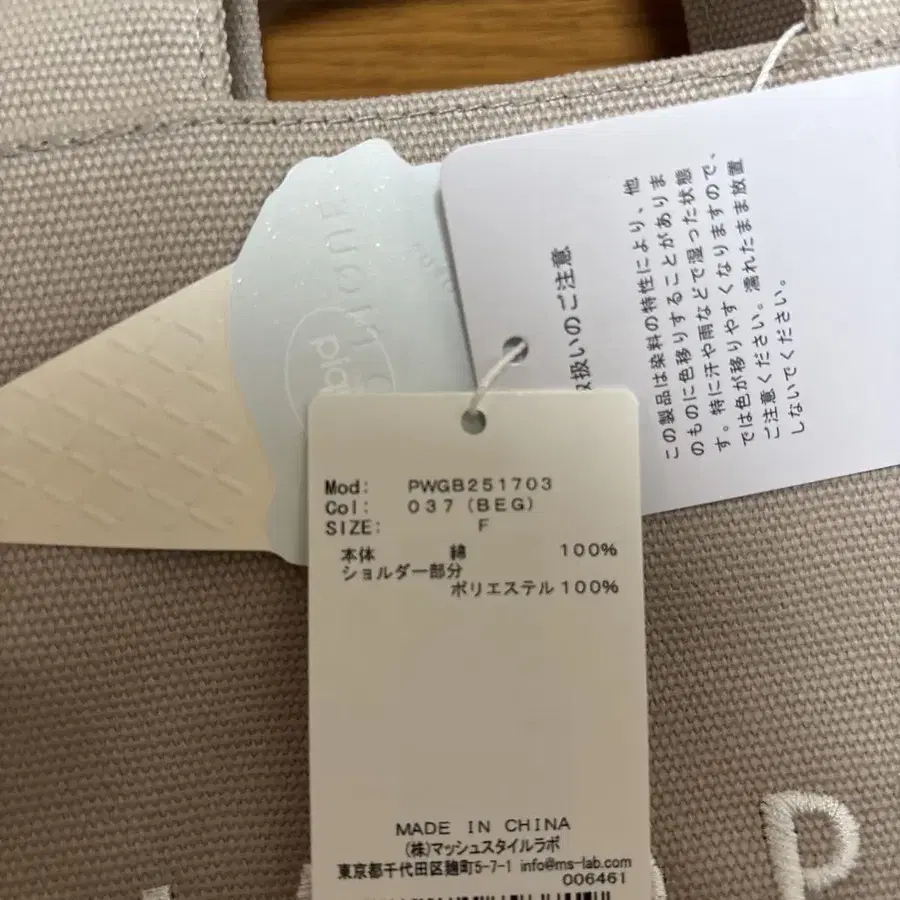 取扱いのご注意
この製品は染料の特性により、他
のものに色移りすることがありま
す。特に汗や雨などで湿った状態
では色が移りやすくなりますので、
ご注意ください。濡れたまま放置
しないでください。
Mod: PWGB251703
Col: 037 (BEG)
SIZE: F
本体 綿 100%
ショルダー部分
ポリエステル100%
MADE IN CHINA
(株)マッシュスタイルラボ
東京都千代田区麹町5-7-1 info@ms-lab.com
006461
P